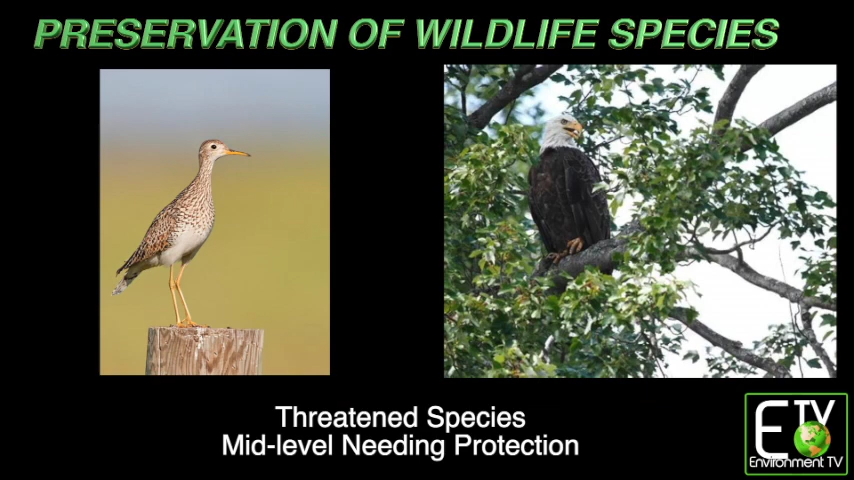 PRESERVATION OF WILDLIFE SPECIES
Threatened Species
Mid-level Needing Protection
ETV
Environment TV